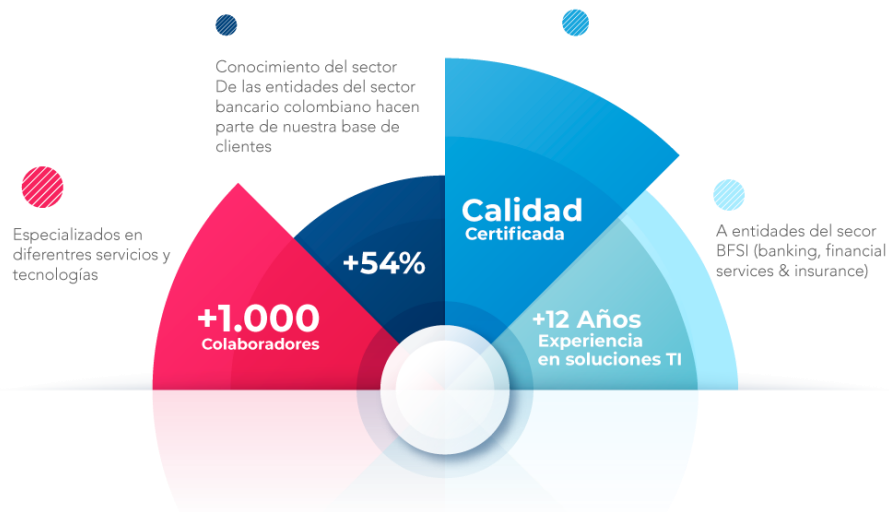 Conocimiento del sector
De las entidades del sector
bancario colombiano hacen
parte de nuestra base de
clientes
Especializados en
diferentres servicios y
tecnologías
+1.000
Colaboradores
+54%
Calidad
Certificada
+12 Años
Experiencia
en soluciones TI
A entidades del secor
BFSI (banking, financial
services & insurance)